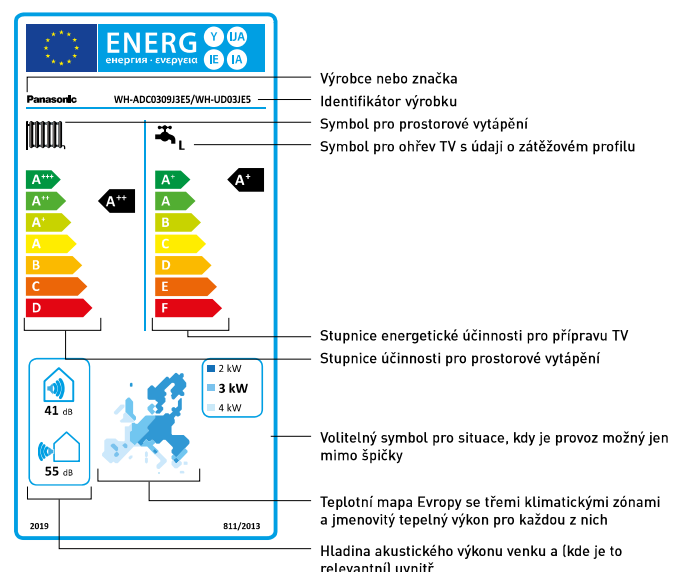 ENERG
енергия · ενεργεια
Y
IJA
IE
IA
Panasonic
WH-ADC0309J3E5/WH-UD03JE5
L
A+++
A++
A+
A
B
C
D
A++
A+
A
B
C
D
E
F
A+
41 dB
55 dB
2 kW
3 kW
4 kW
2019
811/2013
Výrobce nebo značka
Identifikátor výrobku
Symbol pro prostorové vytápění
Symbol pro ohřev TV s údaji o zátěžovém profilu
Stupnice energetické účinnosti pro přípravu TV
Stupnice účinnosti pro prostorové vytápění
Volitelný symbol pro situace, kdy je provoz možný jen
mimo špičky
Teplotní mapa Evropy se třemi klimatickými zónami
a jmenovitý tepelný výkon pro každou z nich
Hladina akustického výkonu venku a (kde je to
relevantní) uvnitř